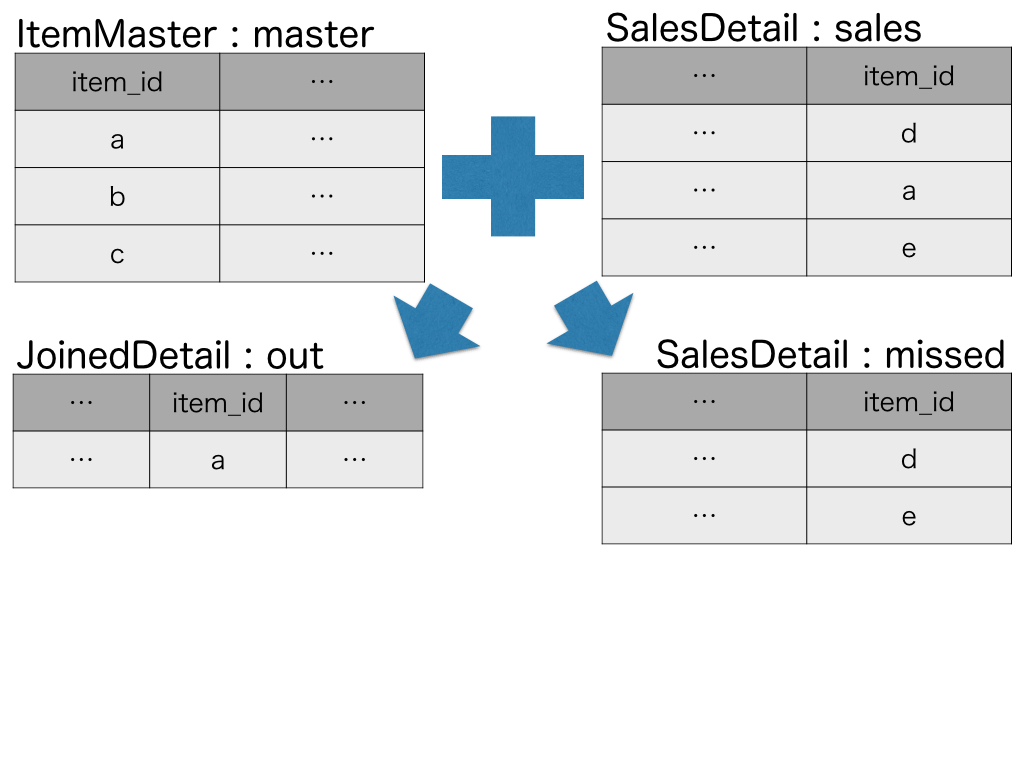 ItemMaster : master
item_id …
a …
b …
c …
SalesDetail : sales
… item_id
… d
… a
… e
JoinedDetail : out
… item_id …
… a …
SalesDetail : missed
… item_id
… d
… e